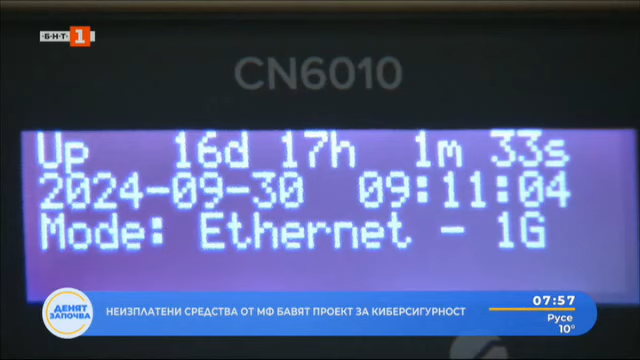 БНТ 1
CN6010
Up 16d 17h 1m 33s
2024-09-30 09:11:04
Mode: Ethernet - 1G
ДЕНЯТ
ЗАПОЧВА
НЕИЗПЛАТЕНИ СРЕДСТВА ОТ МФ БАВЯТ ПРОЕКТ ЗА КИБЕРСИГУРНОСТ
07:57
Русе
10°